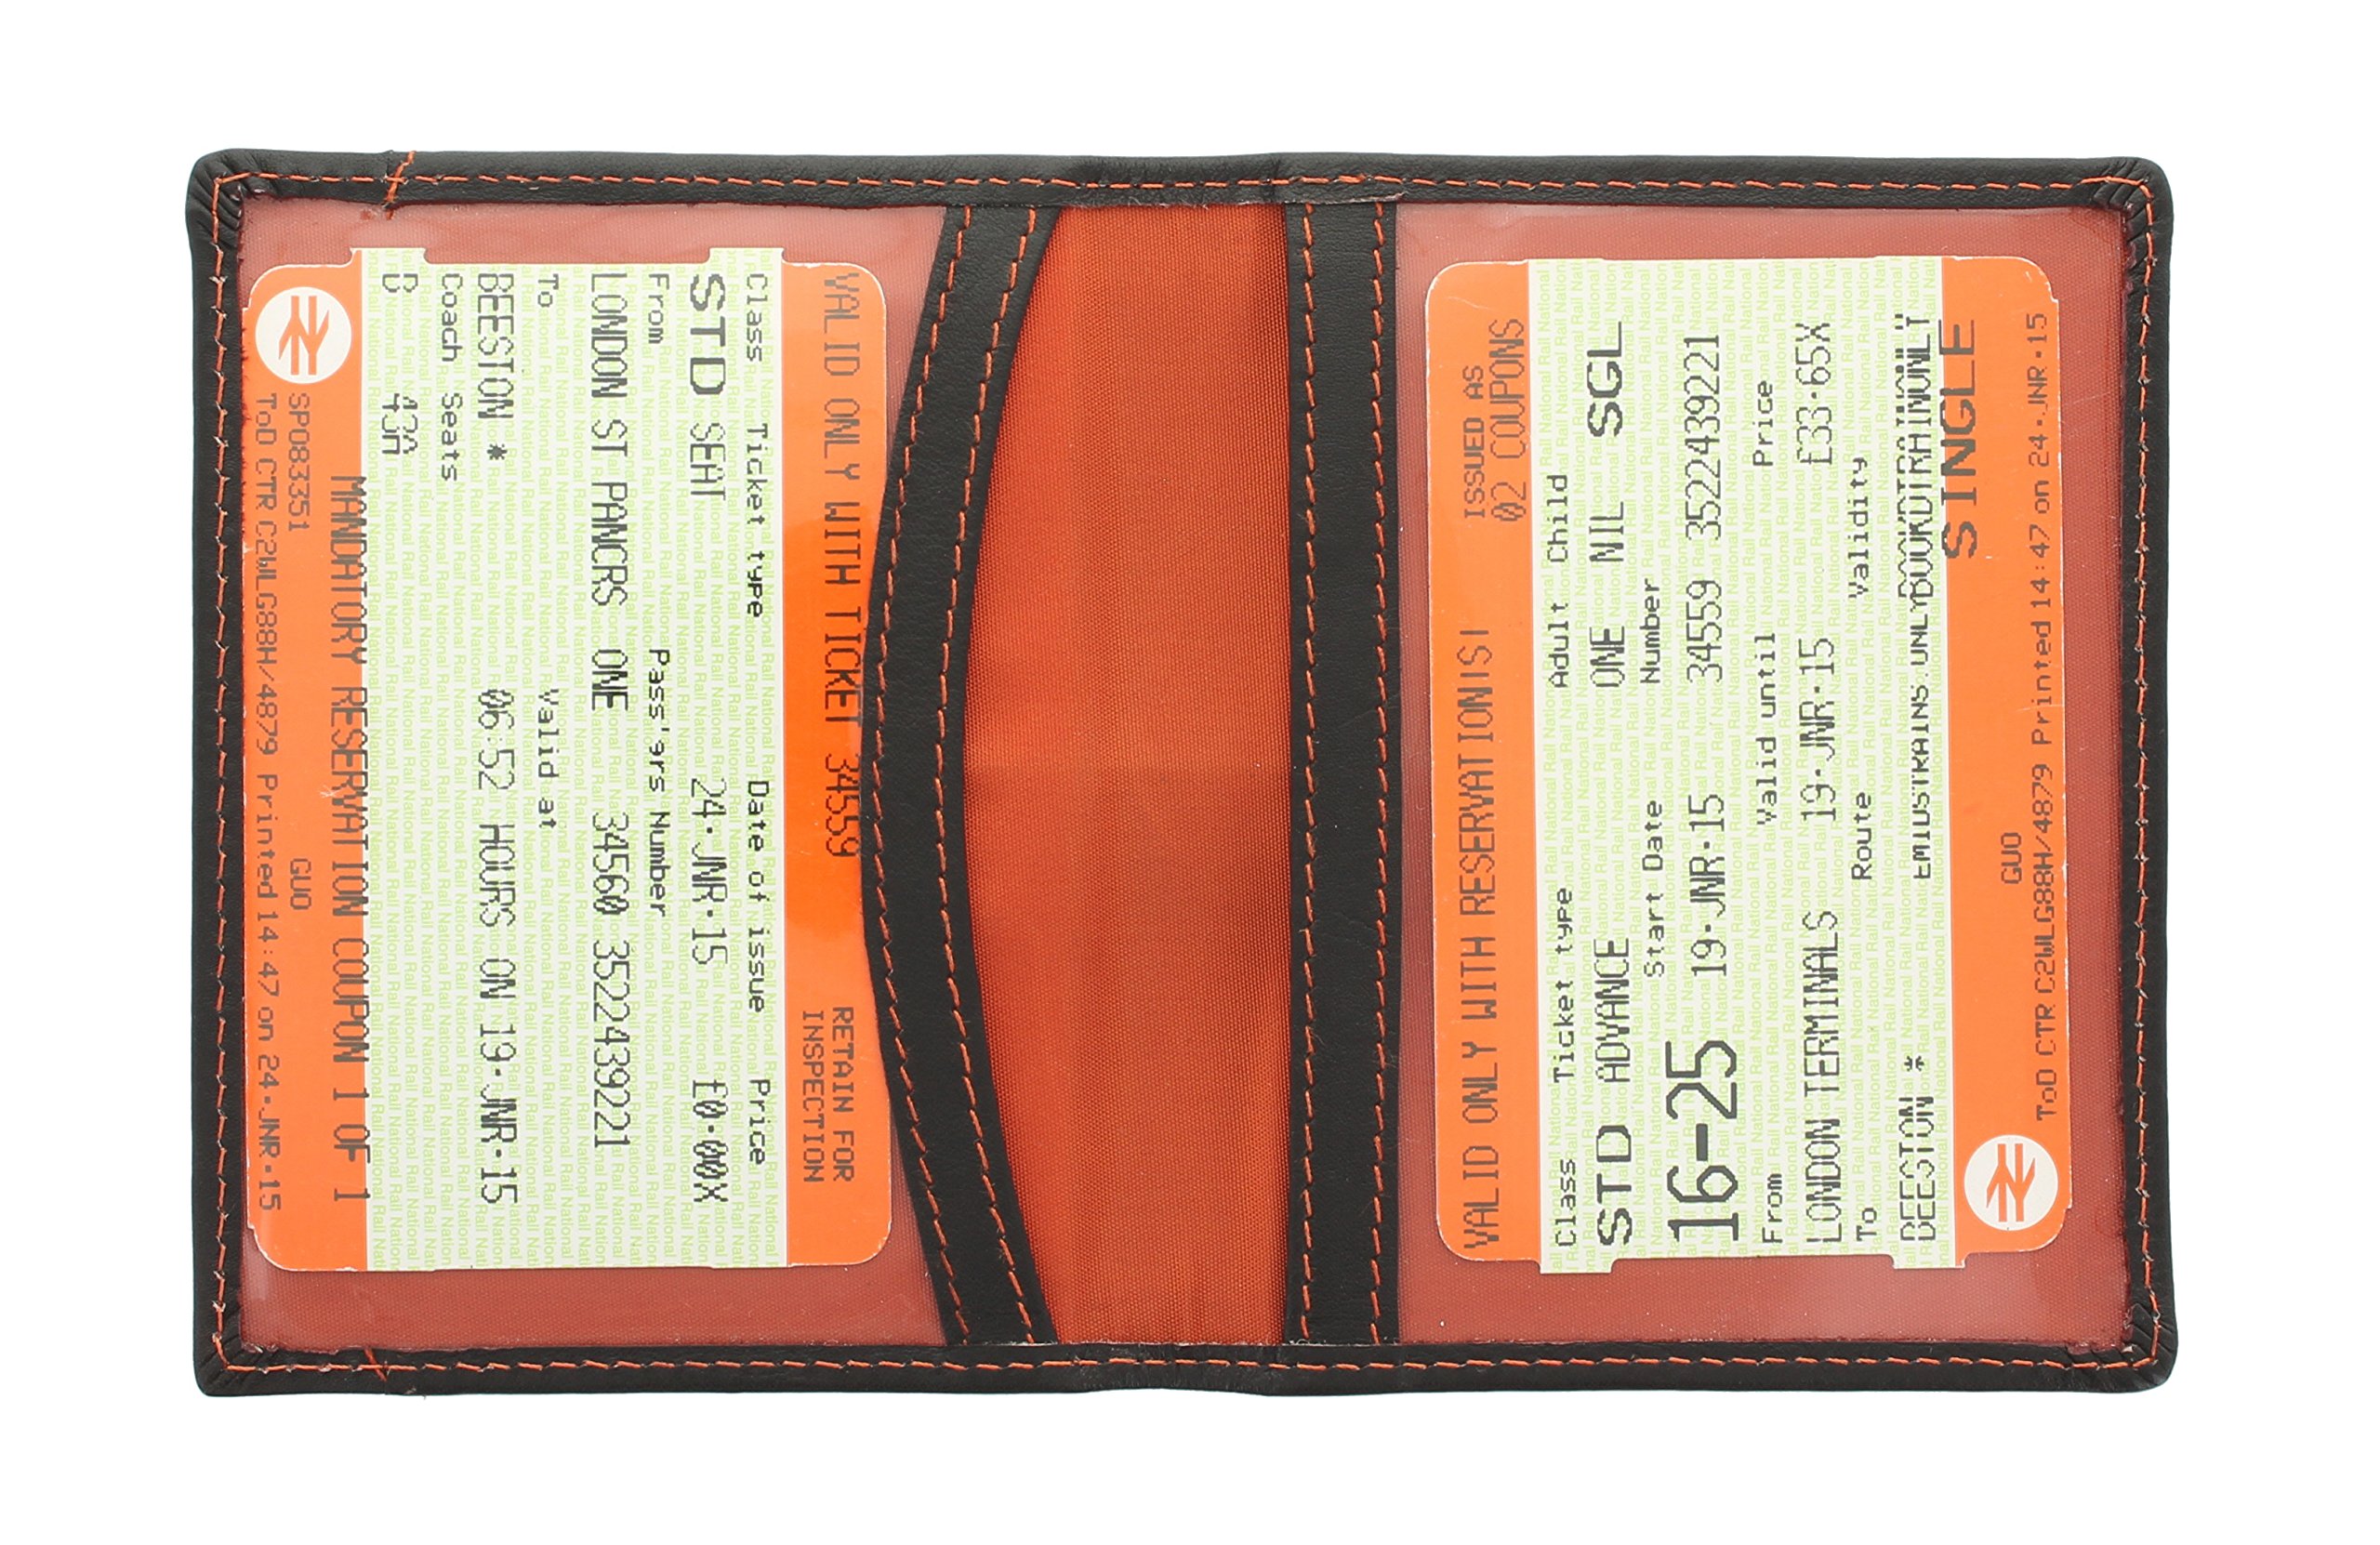 VALID ONLY WITH TICKET 34559
RETAIN FOR
INSPECTION
Class Ticket type Date of issue Price
STD SEAT 24·JNR·15 £0·00X
From Pass'grs Number
LONDON ST PANCRS ONE 34560 3522439221
To Valid at
BEESTON * 06:52 HOURS ON 19·JNR·15
Coach Seats
B 43A
MANDATORY RESERVATION COUPON 1 OF 1
SP083351 GUO
ToD CTR C2WLG88H/4879 Printed 14:47 on 24·JNR·15
ISSUED AS
VALID ONLY WITH RESERVATION(S) 02 COUPONS
Class Ticket type Adult Child
STD ADVANCE ONE NIL SGL
Start Date Number
16-25 19·JNR·15 34559 3522439221
From Valid until Price
LONDON TERMINALS 19·JNR·15 £33·65X
To Route Validity
BEESTON * BOOKDTRAINONLY
SINGLE
GUO
ToD CTR C2WLG88H/4879 Printed 14:47 on 24·JNR·15